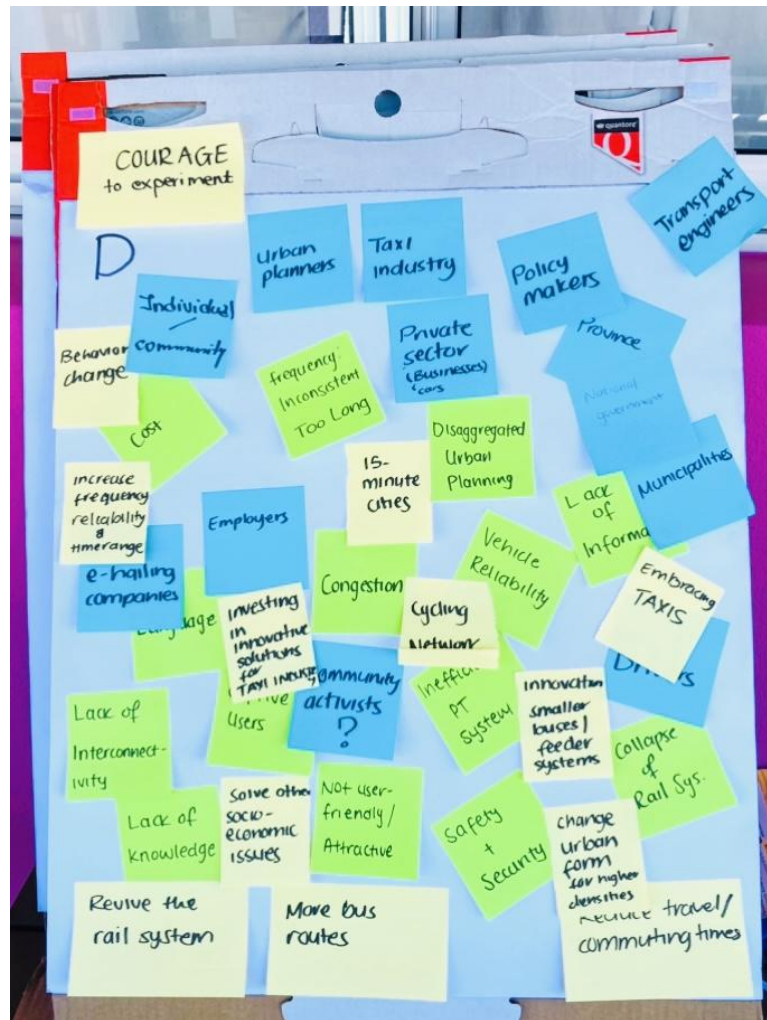 quantore
COURAGE
to experiment
D
Transport
engineers
Urban
planners
Taxi
industry
Policy
makers
Individual
/
community
Private
sector
(Businesses)
cars
Province
National
government
Behavior
change
Cost
frequency:
Inconsistent
Too Long
Disaggregated
Urban
Planning
15-
minute
cities
Municipalities
increase
frequency
reliability
&
timerange
Employers
Lack
of
Informa
e-hailing
companies
Congestion
Vehicle
Reliability
Embracing
TAXIS
investing
in
innovative
solutions
for
TAXI INDUSTRY
Cycling
Network
Users
community
activists
?
PT
system
innovation
smaller
buses/
feeder
systems
Lack of
Interconnect-
ivity
Collapse
of
Rail Sys.
Lack of
knowledge
Solve other
socio-
economic
issues
Not user-
friendly/
Attractive
Safety
+
Security
change
urban
form
for higher
densities
Revive the
rail system
More bus
routes
Reduce travel/
commuting times